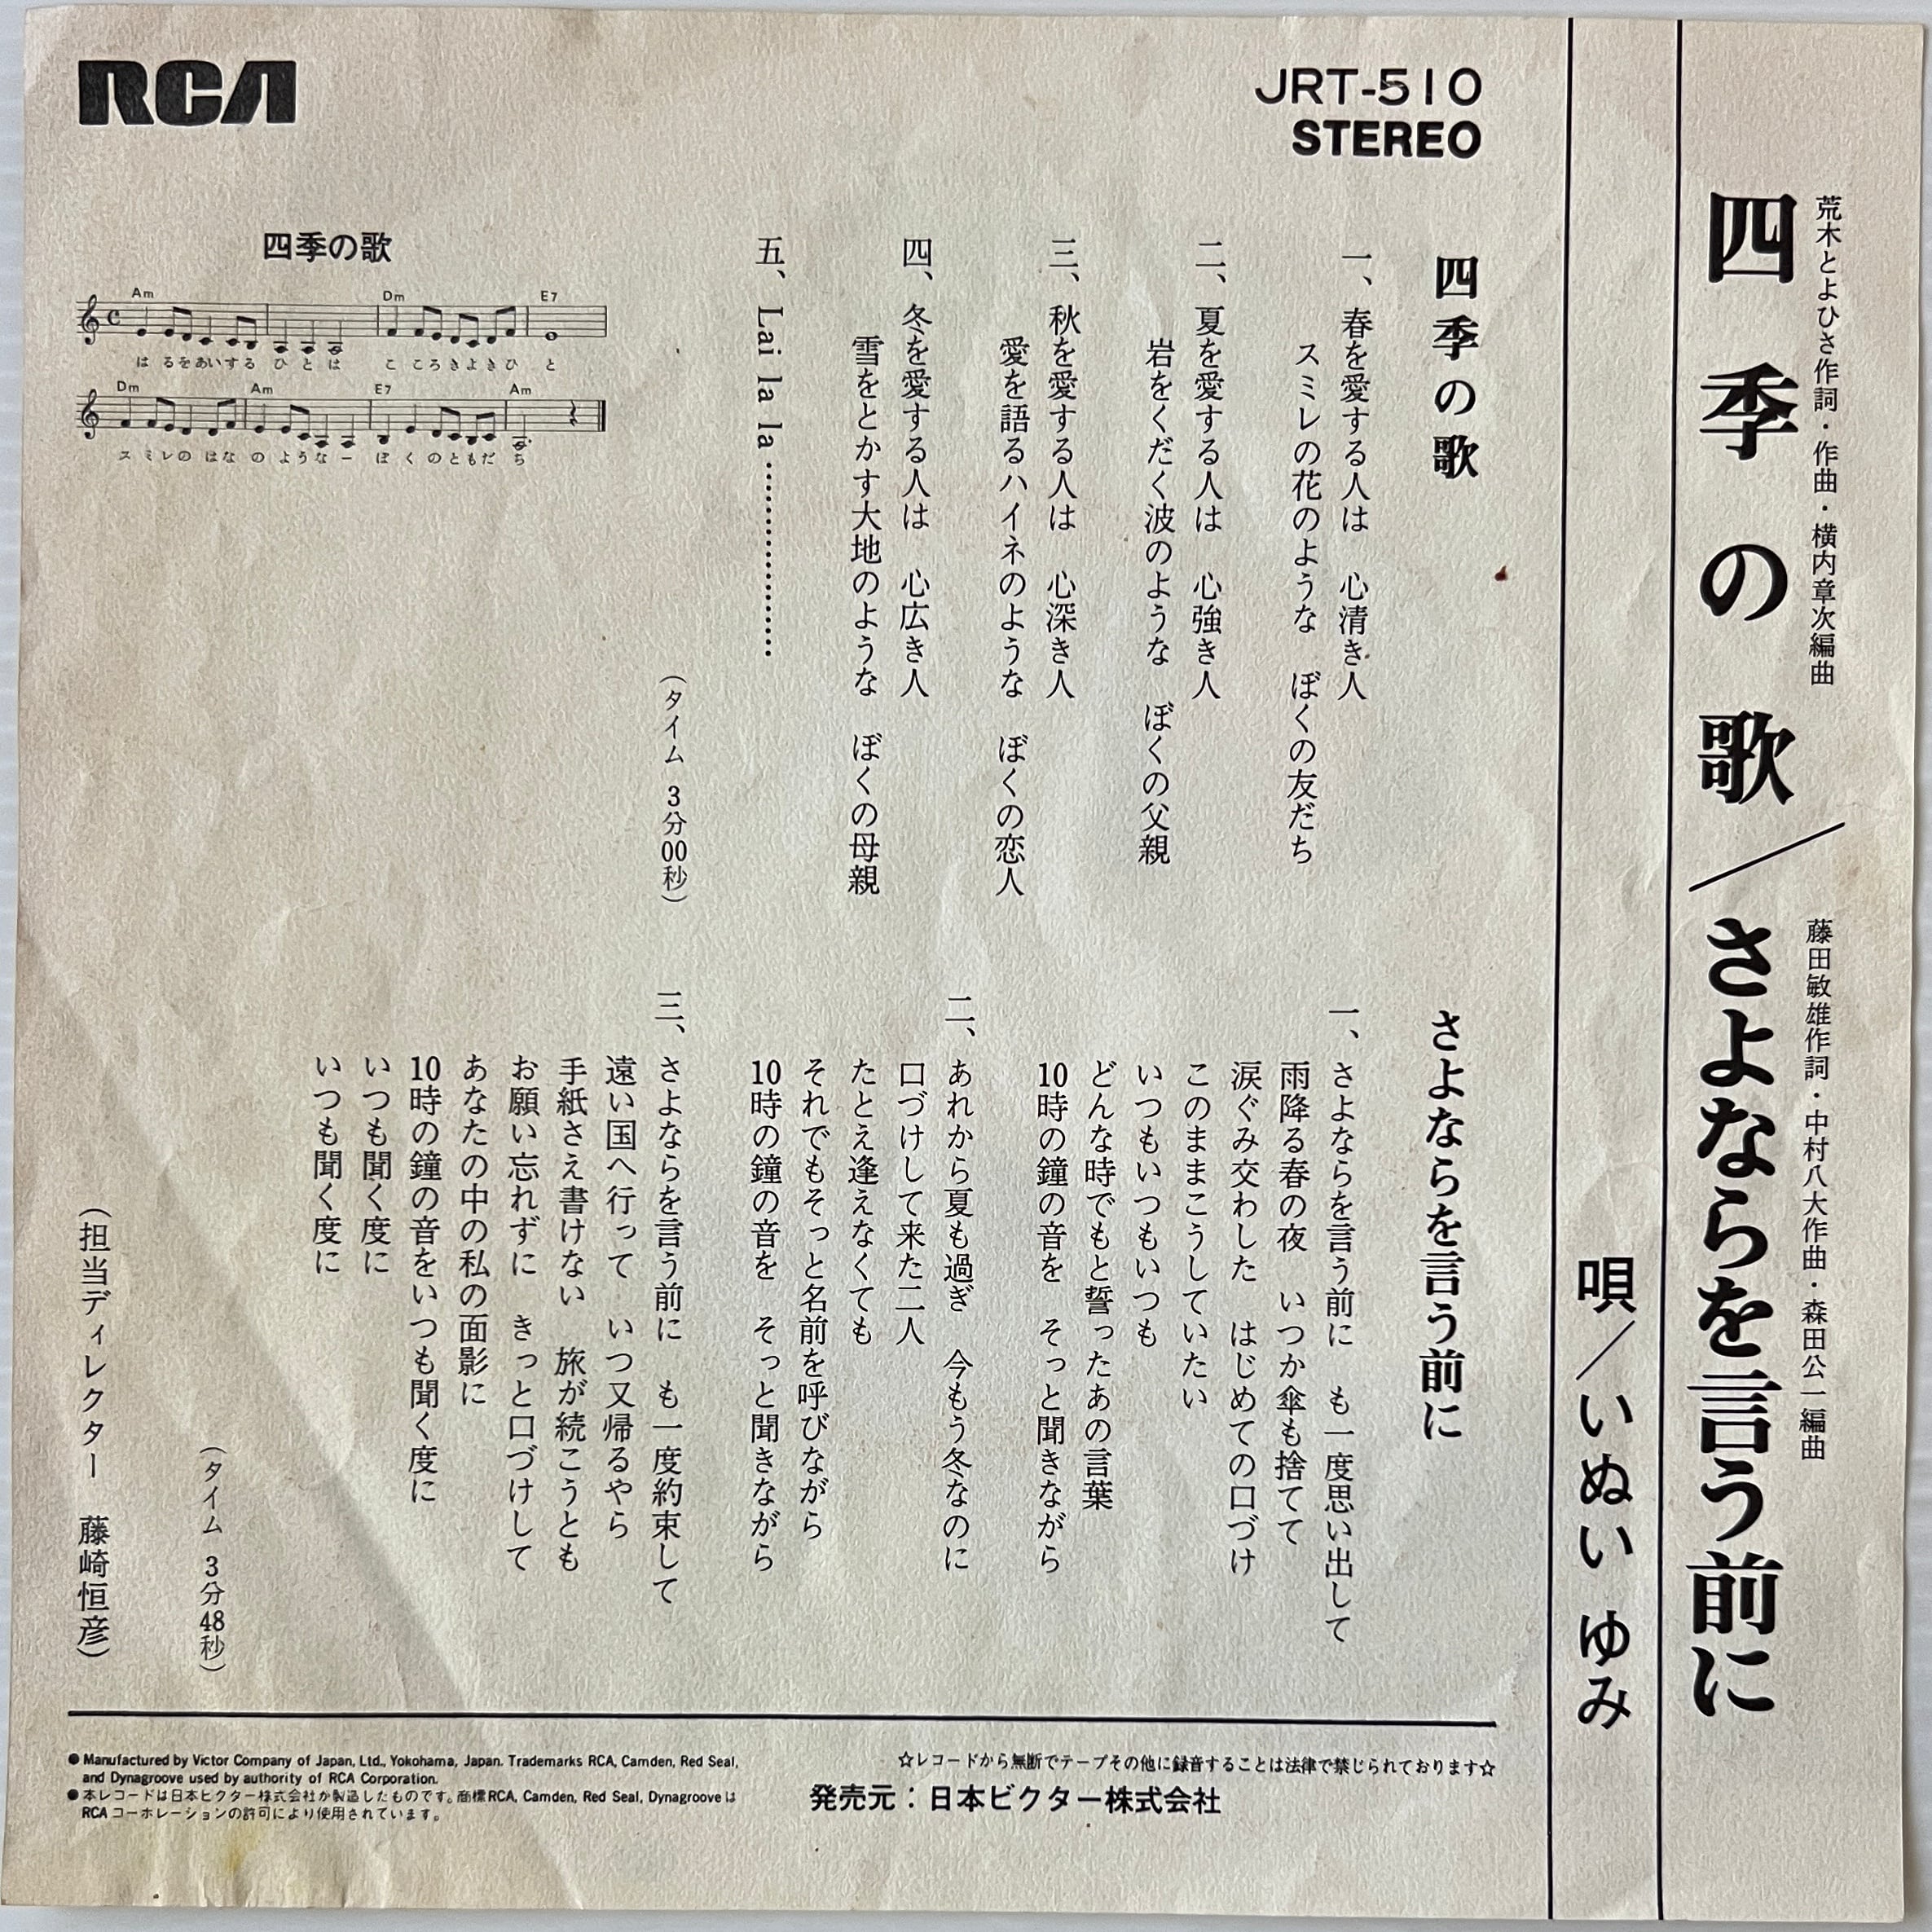 荒木とよひさ作詞・作曲・横内章次編曲
藤田敏雄作詞・中村八大作曲・森田公一編曲
四季の歌／さよならを言う前に
唄／いぬい ゆみ
JRT-510
STEREO
RCA
四季の歌
一、春を愛する人は 心清き人
スミレの花のような ぼくの友だち
二、夏を愛する人は 心強き人
岩をくだく波のような ぼくの父親
三、秋を愛する人は 心深き人
愛を語るハイネのような ぼくの恋人
四、冬を愛する人は 心広き人
雪をとかす大地のような ぼくの母親
五、Lai la la la ………………
(タイム 3分00秒)
四季の歌
Am Dm E7
は るをあいする ひ と は こ ころきよきひ と
Dm Am E7 Am
ス ミレの はな の ような ー ぼ く のともだ ち
さよならを言う前に
一、さよならを言う前に も一度思い出して
雨降る春の夜 いつか傘も捨てて
涙ぐみ交わした はじめての口づけ
このままこうしていたい
いつもいつもいつも
どんな時でもと誓ったあの言葉
10時の鐘の音を そっと聞きながら
二、あれから夏も過ぎ 今もう冬なのに
口づけして来た二人
たとえ逢えなくても
それでもそっと名前を呼びながら
10時の鐘の音を そっと聞きながら
三、さよならを言う前に も一度約束して
遠い国へ行って いつ又帰るやら
手紙さえ書けない 旅が続こうとも
お願い忘れずに きっと口づけして
あなたの中の私の面影に
10時の鐘の音をいつも聞く度に
いつも聞く度に
いつも聞く度に
(タイム 3分48秒)
(担当ディレクター 藤崎恒彦)
●Manufactured by Victor Company of Japan, Ltd., Yokohama, Japan. Trademarks RCA, Camden, Red Seal,
and Dynagroove used by authority of RCA Corporation.
●本レコードは日本ビクター株式会社が製造したものです。商標RCA, Camden, Red Seal, Dynagrooveは
RCAコーポレーションの許可により使用されています。
☆レコードから無断でテープその他に録音することは法律で禁じられております☆
発売元：日本ビクター株式会社